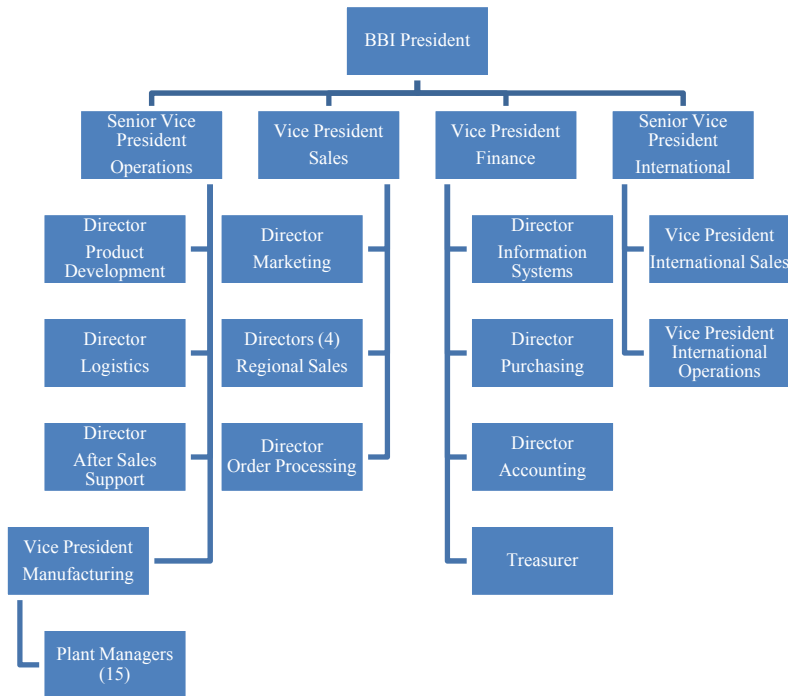 BBI President
Senior Vice
President
Operations
Vice President
Sales
Vice President
Finance
Senior Vice
President
International
Director
Product
Development
Director
Marketing
Director
Information
Systems
Vice President
International Sales
Director
Logistics
Directors (4)
Regional Sales
Director
Purchasing
Vice President
International
Operations
Director
After Sales
Support
Director
Order Processing
Director
Accounting
Vice President
Manufacturing
Treasurer
Plant Managers
(15)